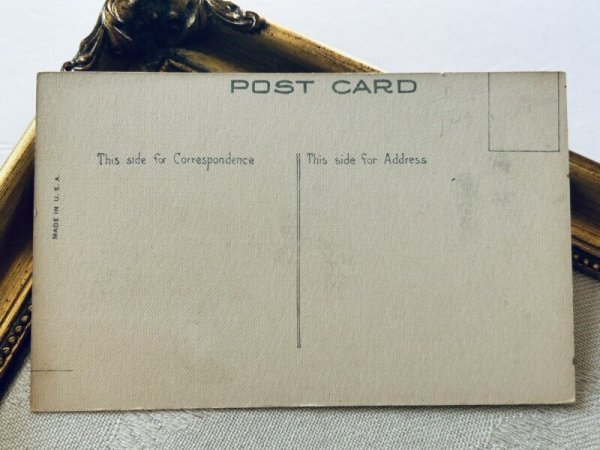 POST CARD
This side for Correspondence
This side for Address
MADE IN U.S.A.